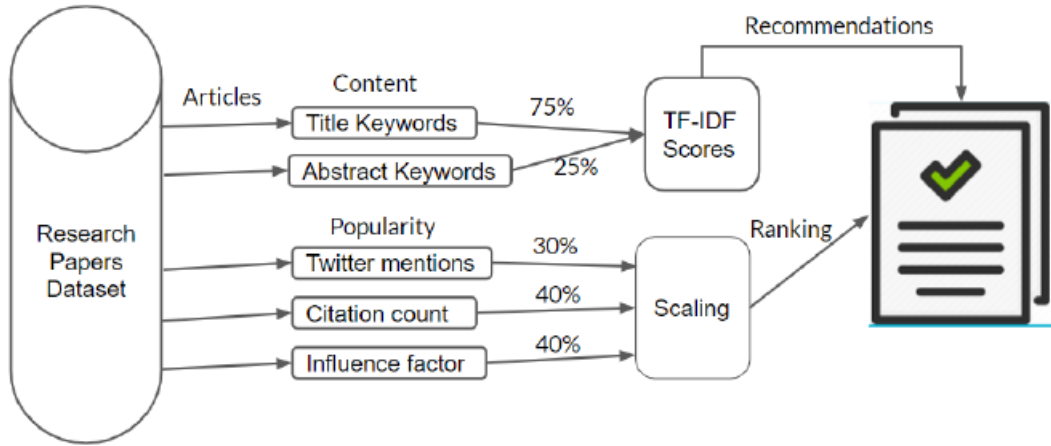 Recommendations
Articles
Content
Title Keywords
75%
Abstract Keywords
25%
TF-IDF
Scores
Research
Papers
Dataset
Popularity
Twitter mentions
30%
Citation count
40%
Influence factor
40%
Scaling
Ranking